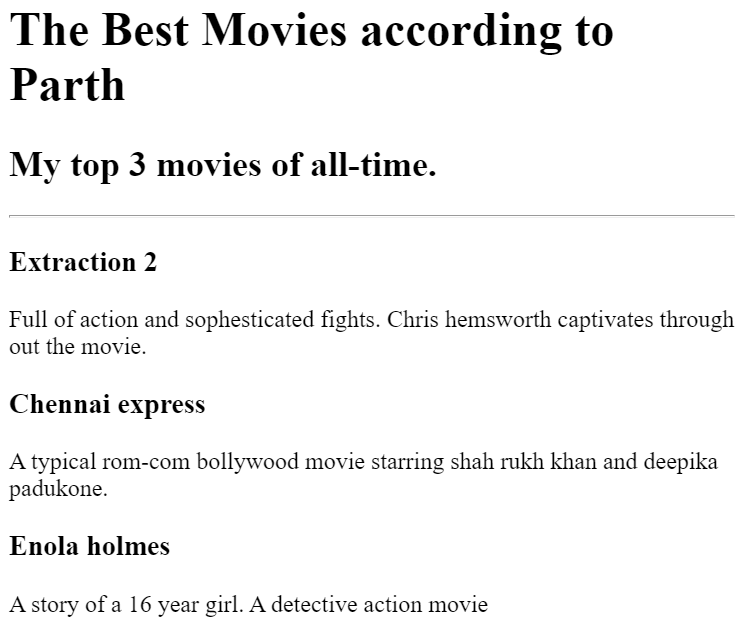 The Best Movies according to
Parth
My top 3 movies of all-time.
Extraction 2
Full of action and sophesticated fights. Chris hemsworth captivates through
out the movie.
Chennai express
A typical rom-com bollywood movie starring shah rukh khan and deepika
padukone.
Enola holmes
A story of a 16 year girl. A detective action movie